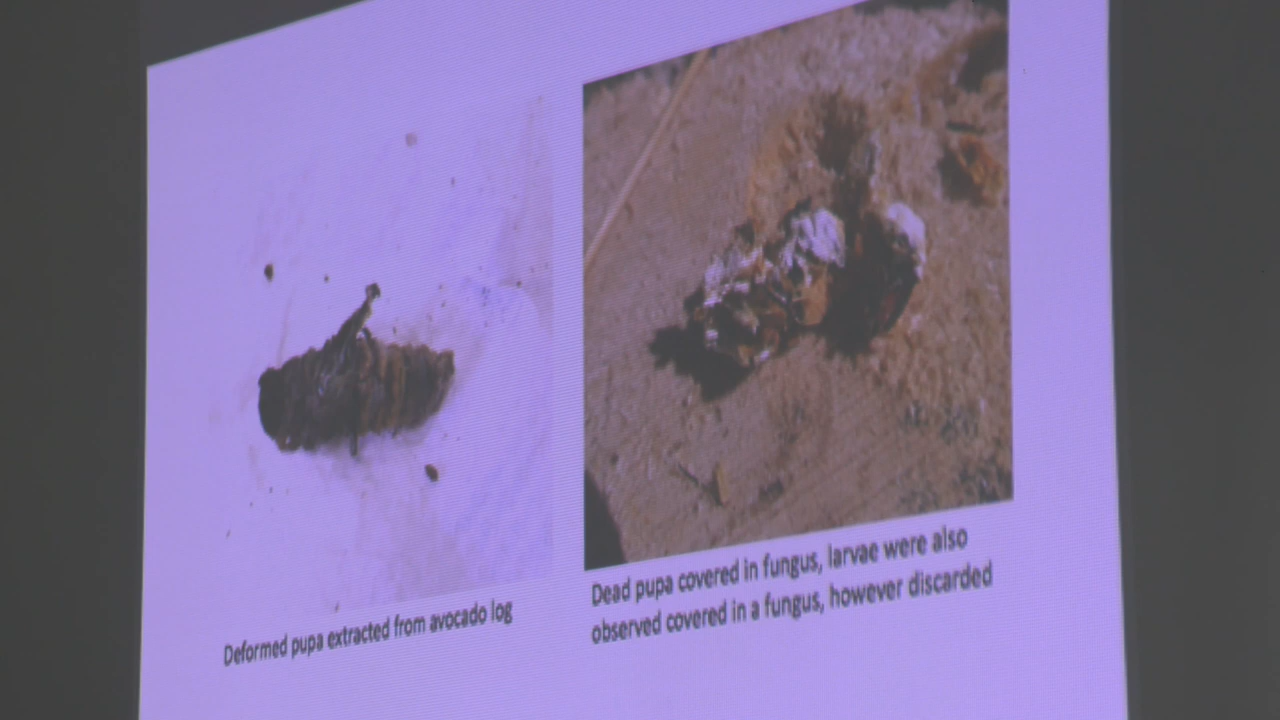 Deformed pupa extracted from avocado log
Dead pupa covered in fungus, larvae were also
observed covered in a fungus, however discarded